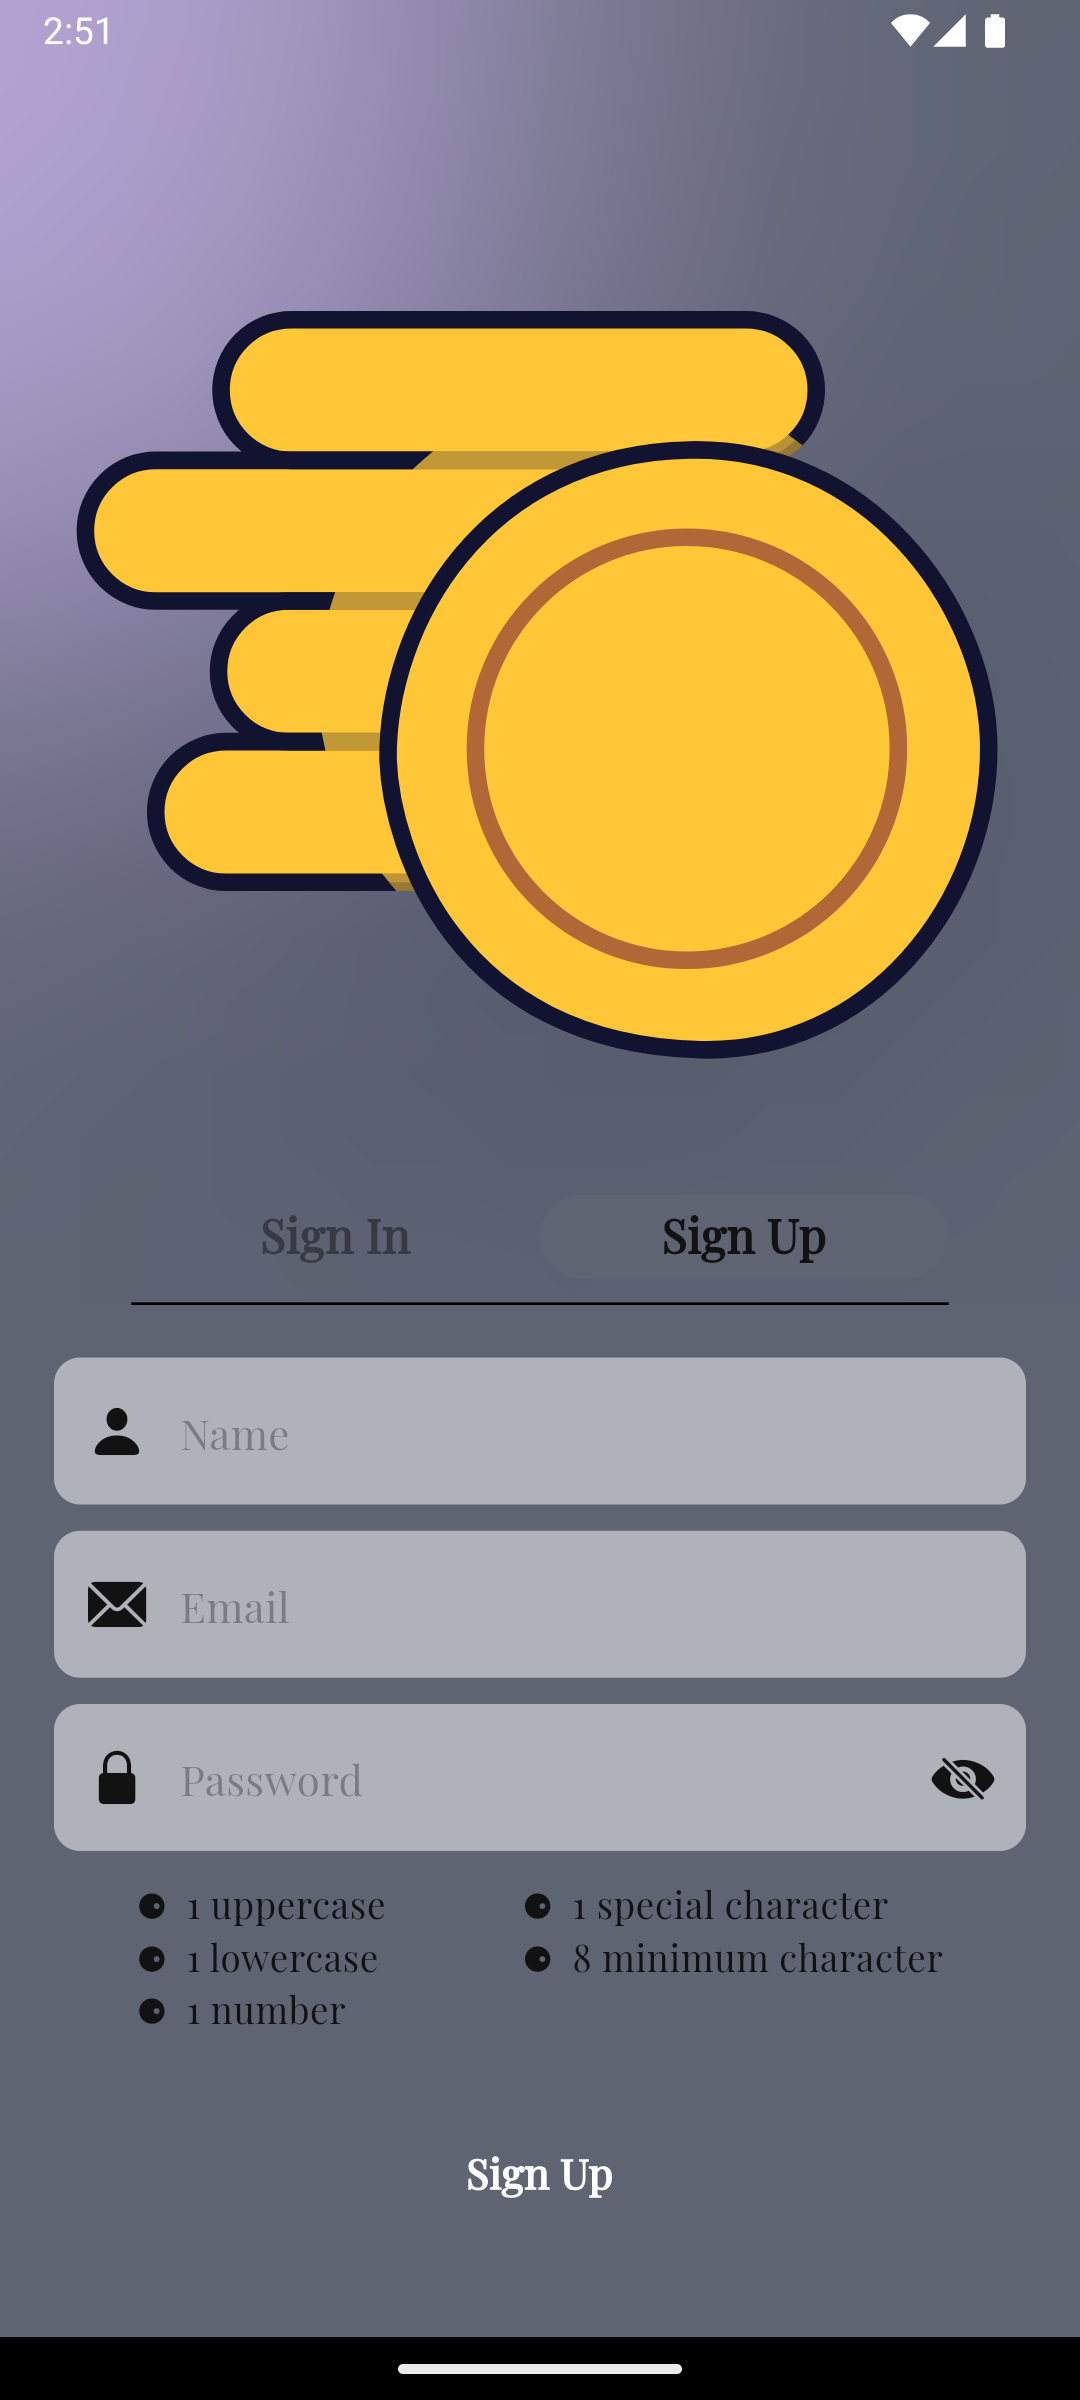 2:51
Sign In
Sign Up
Name
Email
Password
1 uppercase
1 special character
1 lowercase
8 minimum character
1 number
Sign Up